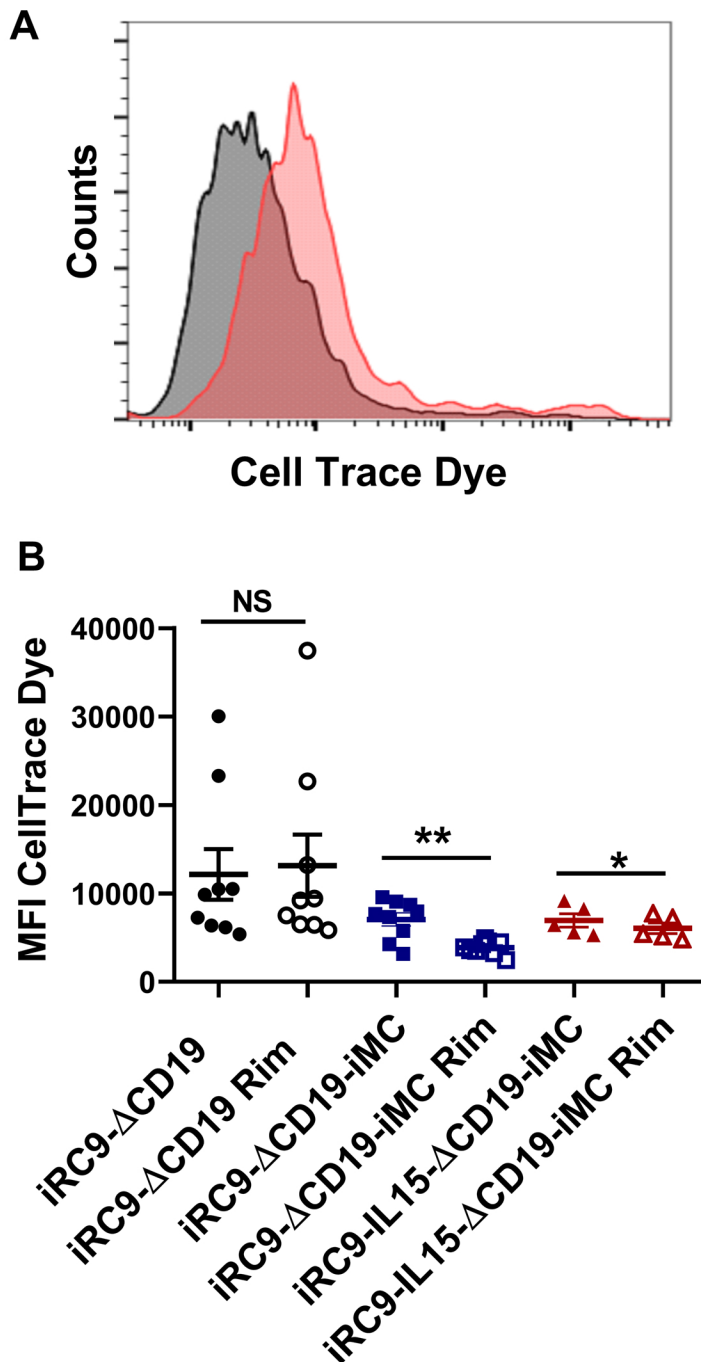 A
Counts
Cell Trace Dye
B
MFI CellTrace Dye
40000
30000
20000
10000
0
NS
**
*
iRC9-ΔCD19
iRC9-ΔCD19 Rim
iRC9-ΔCD19-iMC
iRC9-ΔCD19-iMC Rim
iRC9-IL15-ΔCD19-iMC
iRC9-IL15-ΔCD19-iMC Rim